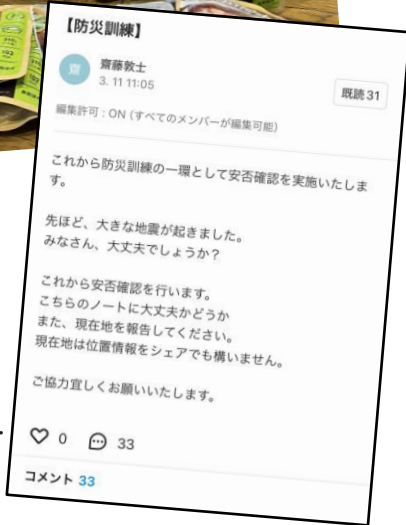 【防災訓練】
齋
齋藤敦士
3. 11 11:05
既読 31
編集許可 : ON (すべてのメンバーが編集可能)
これから防災訓練の一環として安否確認を実施いたしま
す。
先ほど、大きな地震が起きました。
みなさん、大丈夫でしょうか？
これから安否確認を行います。
こちらのノートに大丈夫かどうか
また、現在地を報告してください。
現在地は位置情報をシェアでも構いません。
ご協力宜しくお願いいたします。
0 33
コメント 33